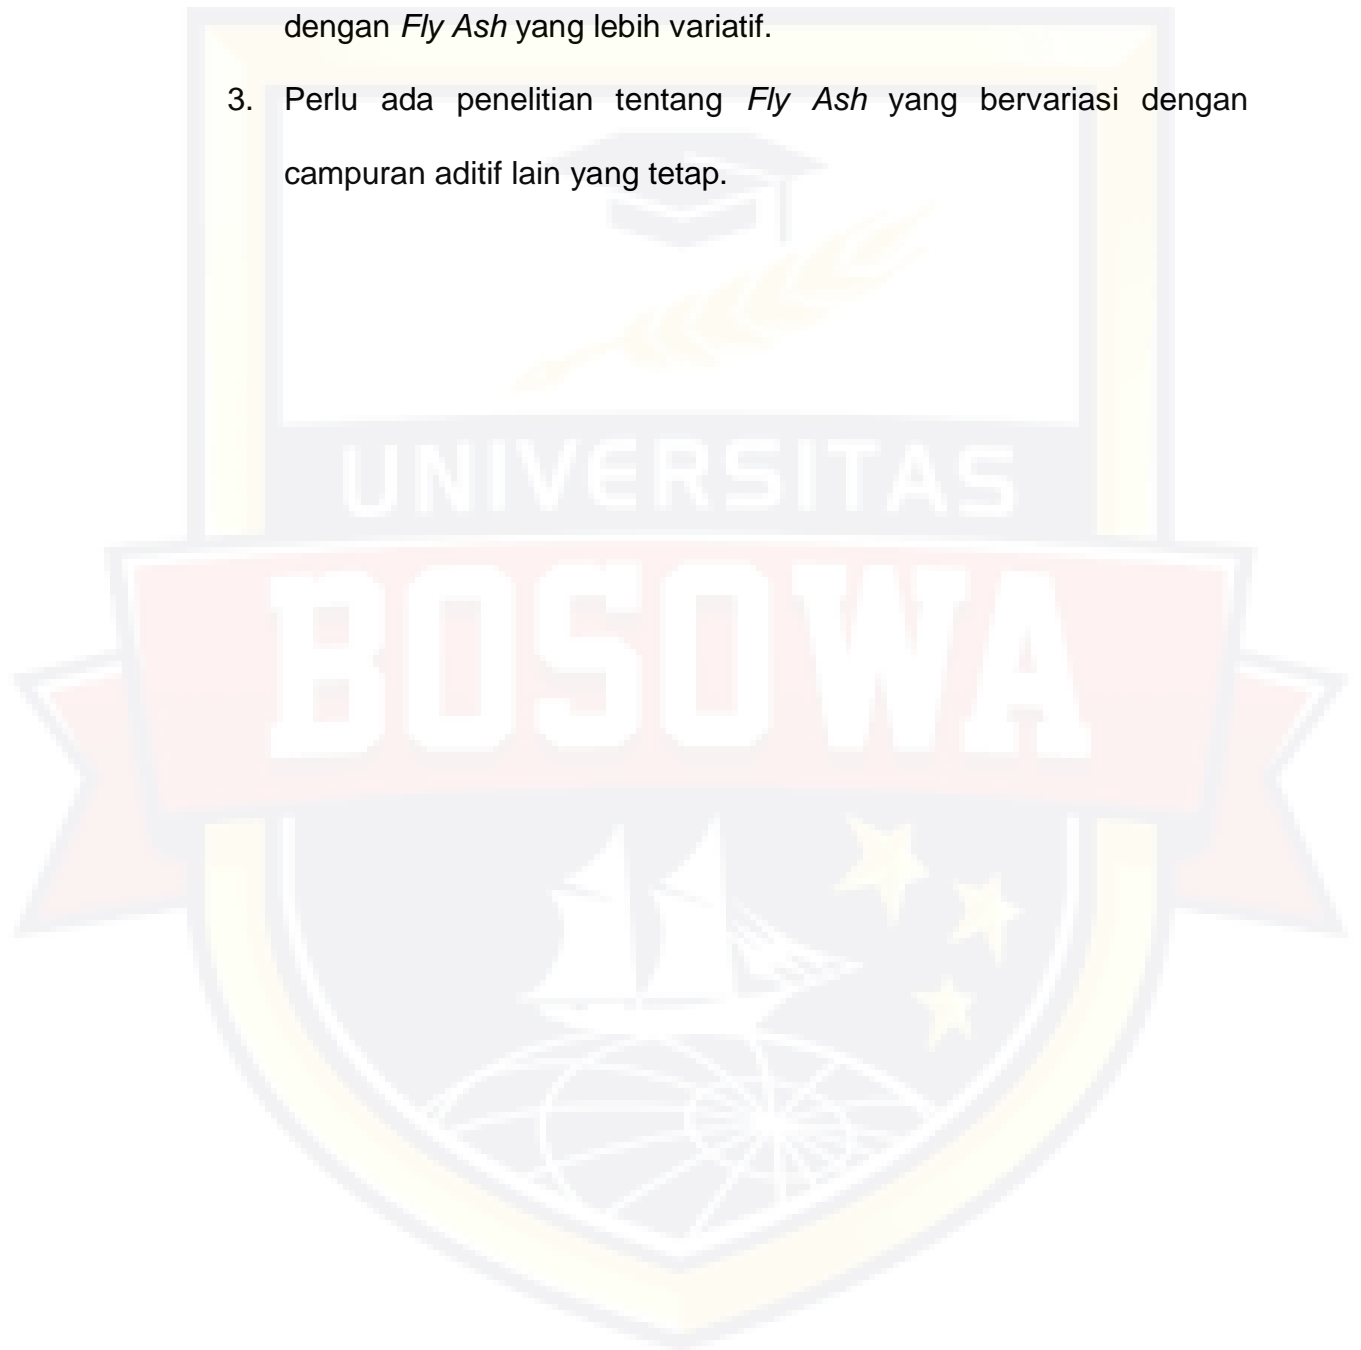 dengan Fly Ash yang lebih variatif.
3. Perlu ada penelitian tentang Fly Ash yang bervariasi dengan
campuran aditif lain yang tetap.
UNIVERSITAS
BOSOWA